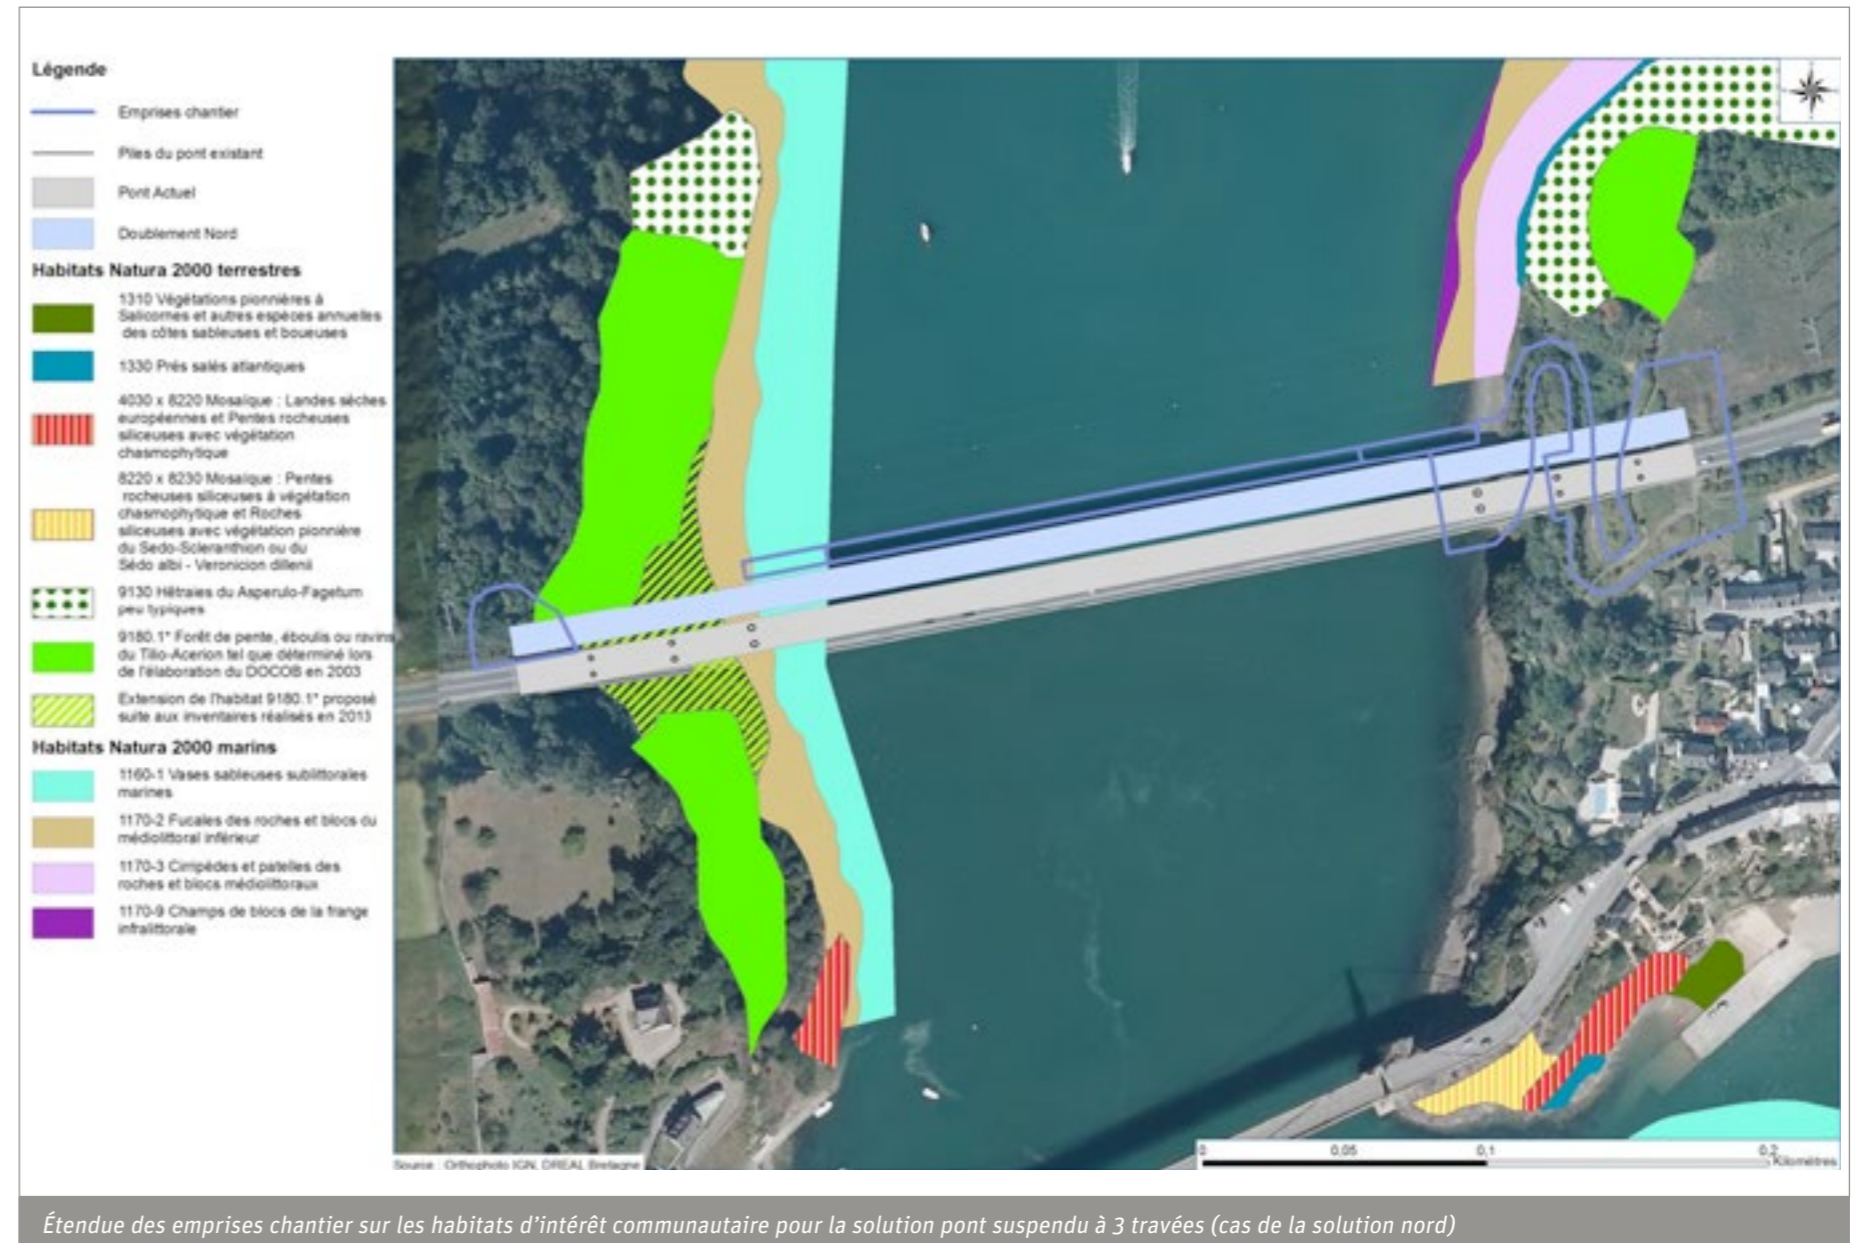 Légende
Emprises chantier
Piles du pont existant
Pont Actuel
Doublement Nord
Habitats Natura 2000 terrestres
1310 Végétations pionnières à
Salicornes et autres espèces annuelles
des côtes sableuses et boueuses
1330 Prés salés atlantiques
4030 x 8220 Mosaïque : Landes sèches
européennes et Pentes rocheuses
siliceuses avec végétation
chasmophytique
8220 x 8230 Mosaïque : Pentes
rocheuses siliceuses à végétation
chasmophytique et Roches
siliceuses avec végétation pionnière
du Sedo-Scleranthion ou du
Sédo albi - Veronicion dillenii
9130 Hêtraies du Asperulo-Fagetum
peu typiques
9180.1* Forêt de pente, éboulis ou ravins
du Tilio-Acerion tel que déterminé lors
de l'élaboration du DOCOB en 2003
Extension de l'habitat 9180.1* proposé
suite aux inventaires réalisés en 2013
Habitats Natura 2000 marins
1160-1 Vases sableuses sublittorales
marines
1170-2 Fucales des roches et blocs du
médiolittoral inférieur
1170-3 Cirripèdes et patelles des
roches et blocs médiolittoraux
1170-9 Champs de blocs de la frange
infralittorale
Source : Orthophoto IGN, DREAL Bretagne
0 0,05 0,1 0,2
Kilomètres
Étendue des emprises chantier sur les habitats d'intérêt communautaire pour la solution pont suspendu à 3 travées (cas de la solution nord)